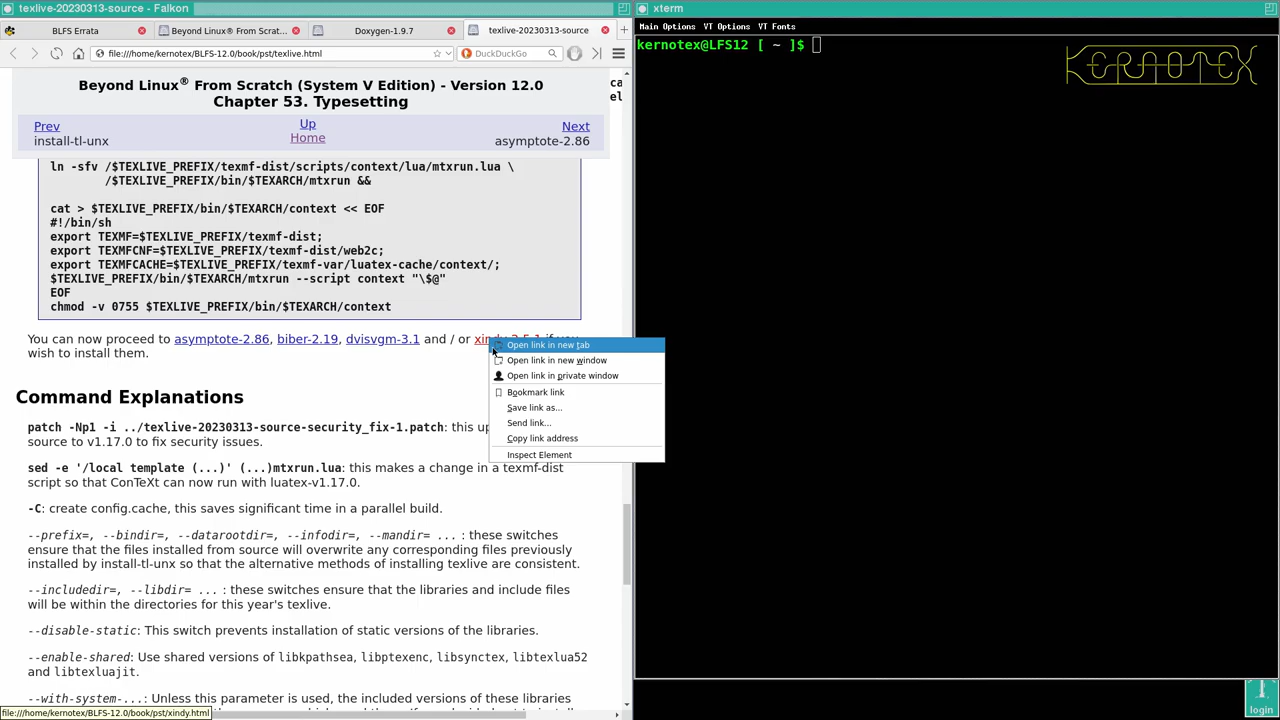 texlive-20230313-source - Falkon
BLFS Errata
Beyond Linux® From Scrat...
Doxygen-1.9.7
texlive-20230313-source
file:///home/kernotex/BLFS-12.0/book/pst/texlive.html
DuckDuckGo
Beyond Linux® From Scratch (System V Edition) - Version 12.0
Chapter 53. Typesetting
Prev
Up
Next
install-tl-unx
Home
asymptote-2.86
ln -sfv /$TEXLIVE_PREFIX/texmf-dist/scripts/context/lua/mtxrun.lua \
/$TEXLIVE_PREFIX/bin/$TEXARCH/mtxrun &&
cat > $TEXLIVE_PREFIX/bin/$TEXARCH/context << EOF
#!/bin/sh
export TEXMF=$TEXLIVE_PREFIX/texmf-dist;
export TEXMFCNF=$TEXLIVE_PREFIX/texmf-dist/web2c;
export TEXMFCACHE=$TEXLIVE_PREFIX/texmf-var/luatex-cache/context/;
$TEXLIVE_PREFIX/bin/$TEXARCH/mtxrun --script context "\$@"
EOF
chmod -v 0755 $TEXLIVE_PREFIX/bin/$TEXARCH/context
You can now proceed to asymptote-2.86, biber-2.19, dvisvgm-3.1 and / or
wish to install them.
Open link in new tab
Open link in new window
Open link in private window
Bookmark link
Save link as...
Send link...
Copy link address
Inspect Element
Command Explanations
patch -Np1 -i ../texlive-20230313-source-security_fix-1.patch: this
source to v1.17.0 to fix security issues.
sed -e '/local template (...)' (...)mtxrun.lua: this makes a change in a texmf-dist
script so that ConTeXt can now run with luatex-v1.17.0.
-C: create config.cache, this saves significant time in a parallel build.
--prefix=, --bindir=, --datarootdir=, --infodir=, --mandir= ... : these switches
ensure that the files installed from source will overwrite any corresponding files previously
installed by install-tl-unx so that the alternative methods of installing texlive are consistent.
--includedir=, --libdir= ... : these switches ensure that the libraries and include files
will be within the directories for this year's texlive.
--disable-static: This switch prevents installation of static versions of the libraries.
--enable-shared: Use shared versions of libkpathsea, libptexenc, libsynctex, libtexlua52
and libtexluajit.
--with-system-...: Unless this parameter is used, the included versions of these libraries
file:///home/kernotex/BLFS-12.0/book/pst/xindy.html
xterm
Main Options VT Options VT Fonts
kernotex@LFS12 [ ~ ]$
KERNOTEX
login